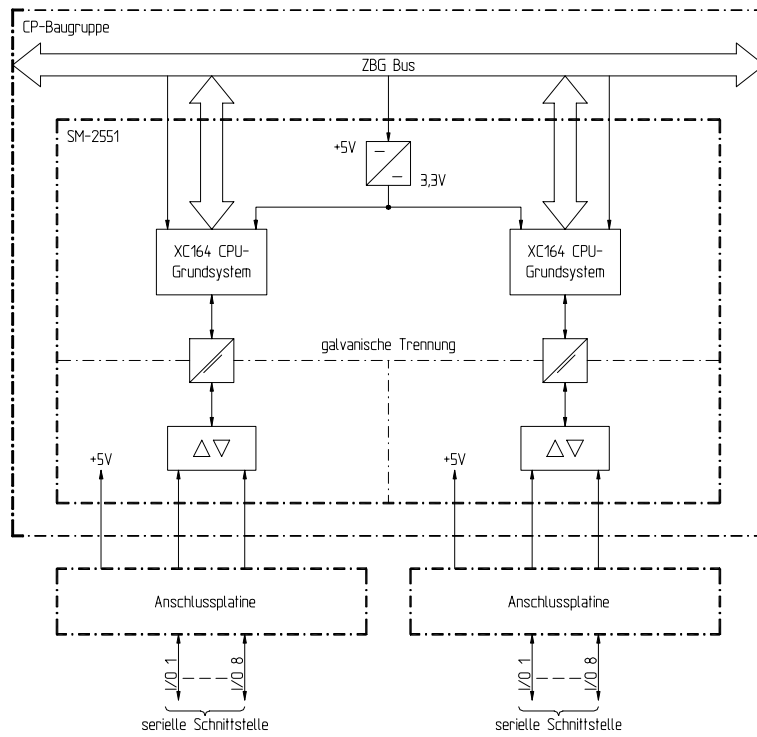 CP-Baugruppe
ZBG Bus
SM-2551
+5V
3,3V
XC164 CPU-
Grundsystem
XC164 CPU-
Grundsystem
galvanische Trennung
+5V
+5V
Anschlussplatine
Anschlussplatine
I/O 1
I/O 8
I/O 1
I/O 8
serielle Schnittstelle
serielle Schnittstelle